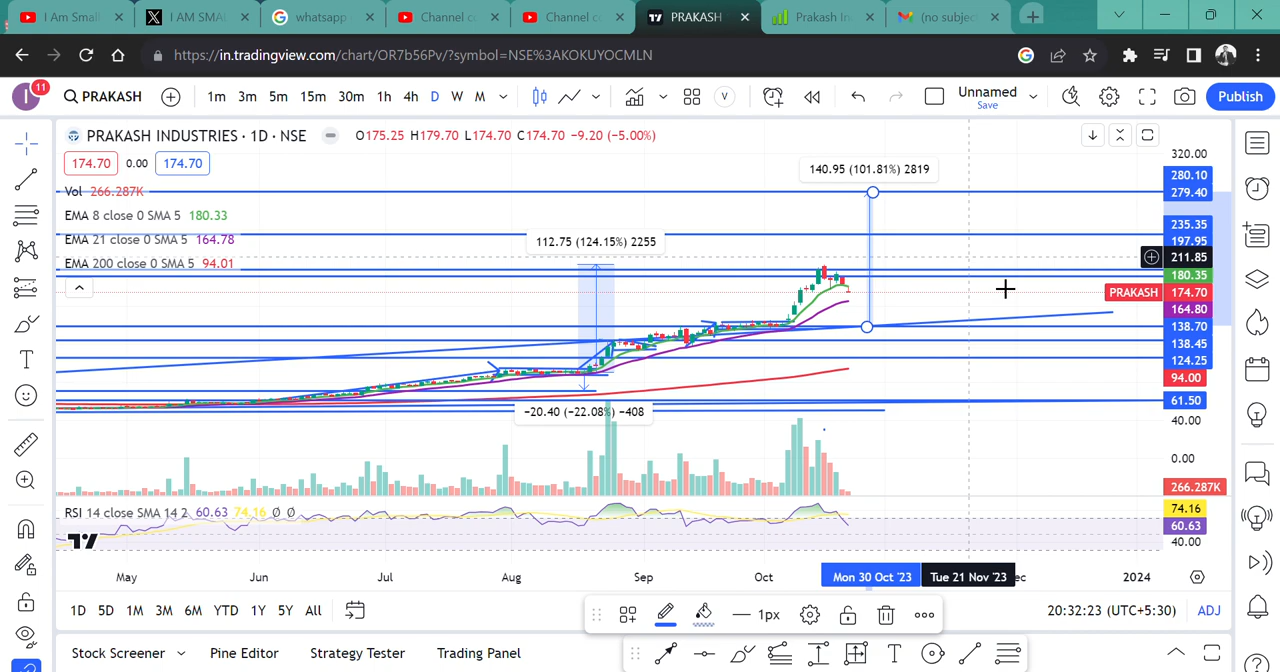 I Am Small
I AM SMAL
whatsapp
Channel co
Channel co
PRAKASH
Prakash In
(no subjec
https://in.tradingview.com/chart/OR7b56Pv/?symbol=NSE%3AKOKUYOCMLN
I
11
PRAKASH
1m 3m 5m 15m 30m 1h 4h D W M
V
Unnamed
Save
Publish
PRAKASH INDUSTRIES · 1D · NSE
O175.25 H179.70 L174.70 C174.70 −9.20 (−5.00%)
174.70 0.00 174.70
Vol 266.287K
EMA 8 close 0 SMA 5 180.33
EMA 21 close 0 SMA 5 164.78
EMA 200 close 0 SMA 5 94.01
140.95 (101.81%) 2819
112.75 (124.15%) 2255
−20.40 (−22.08%) −408
320.00
280.10
279.40
235.35
197.95
211.85
180.35
PRAKASH 174.70
164.80
138.70
138.45
124.25
94.00
61.50
40.00
0.00
266.287K
RSI 14 close SMA 14 2 60.63 74.16 Ø Ø
74.16
60.63
40.00
May Jun Jul Aug Sep Oct Mon 30 Oct '23 Tue 21 Nov '23 ec 2024
1D 5D 1M 3M 6M YTD 1Y 5Y All
1px
20:32:23 (UTC+5:30) ADJ
Stock Screener Pine Editor Strategy Tester Trading Panel